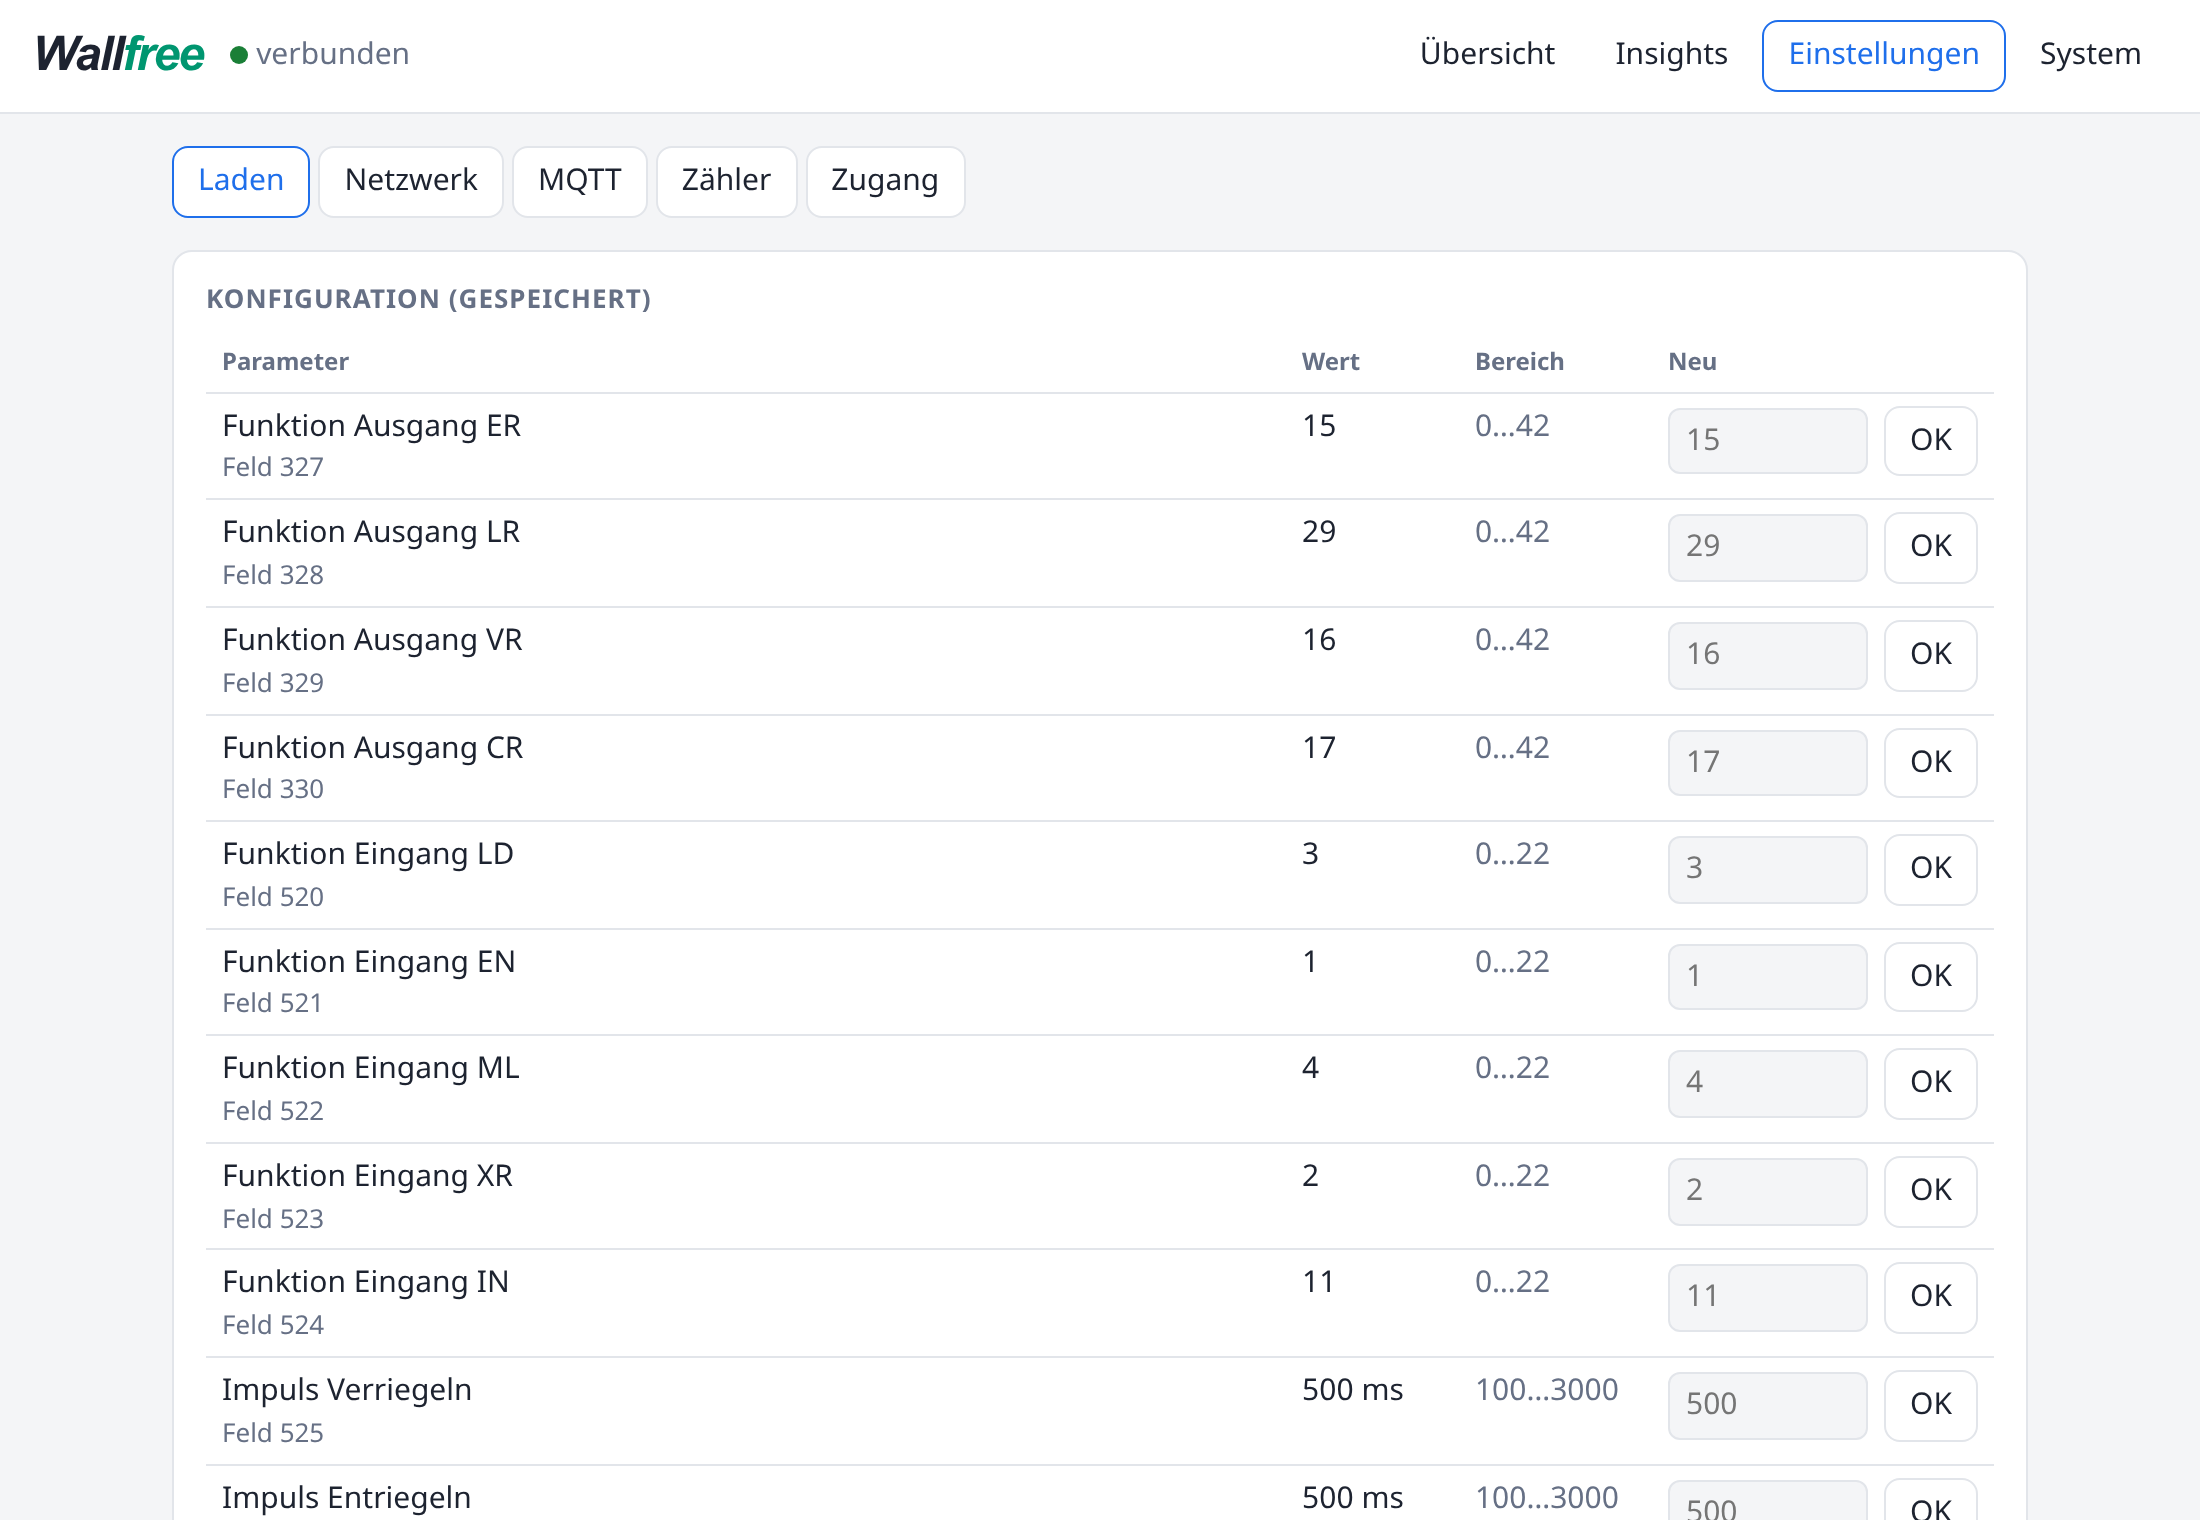 Wallfree verbunden Übersicht Insights Einstellungen System
Laden Netzwerk MQTT Zähler Zugang
KONFIGURATION (GESPEICHERT)
Parameter Wert Bereich Neu
Funktion Ausgang ER 15 0...42 15 OK
Feld 327
Funktion Ausgang LR 29 0...42 29 OK
Feld 328
Funktion Ausgang VR 16 0...42 16 OK
Feld 329
Funktion Ausgang CR 17 0...42 17 OK
Feld 330
Funktion Eingang LD 3 0...22 3 OK
Feld 520
Funktion Eingang EN 1 0...22 1 OK
Feld 521
Funktion Eingang ML 4 0...22 4 OK
Feld 522
Funktion Eingang XR 2 0...22 2 OK
Feld 523
Funktion Eingang IN 11 0...22 11 OK
Feld 524
Impuls Verriegeln 500 ms 100...3000 500 OK
Feld 525
Impuls Entriegeln 500 ms 100...3000 500 OK